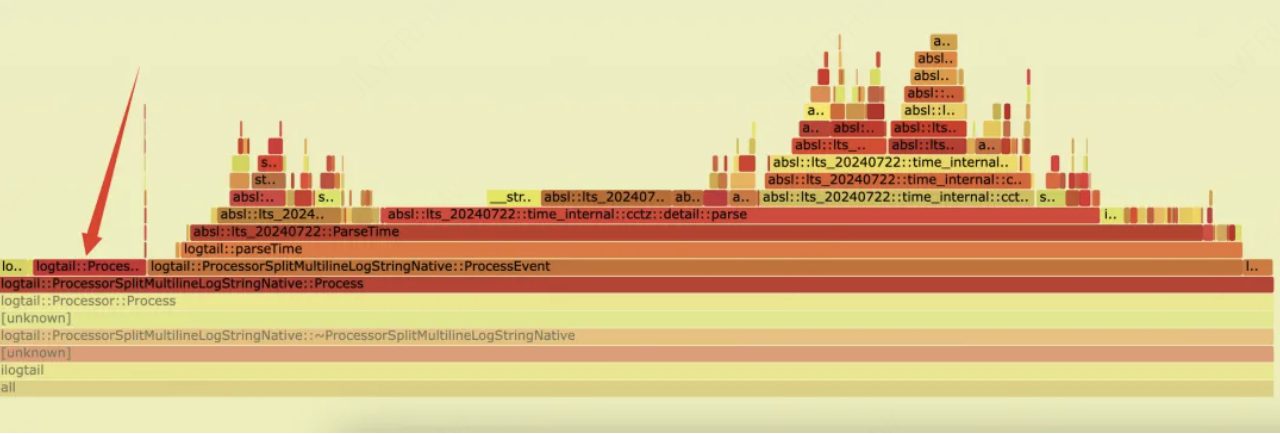 a..
absl..
absl..
absl::..
a.. absl::l..
a.. absl:.. absl::lts..
absl::lts_.. absl::lts.. a..
s.. absl::lts_20240722::time_internal..
st.. absl::lts_20240722::time_internal::c..
absl:.. s.. __str.. absl::lts_202407.. ab.. a.. absl::lts_20240722::time_internal::cct.. s..
absl::lts_2024.. absl::lts_20240722::time_internal::cctz::detail::parse i..
absl::lts_20240722::ParseTime
logtail::parseTime
lo.. logtail::Proces.. logtail::ProcessorSplitMultilineLogStringNative::ProcessEvent l..
logtail::ProcessorSplitMultilineLogStringNative::Process
logtail::Processor::Process
[unknown]
logtail::ProcessorSplitMultilineLogStringNative::~ProcessorSplitMultilineLogStringNative
[unknown]
ilogtail
all